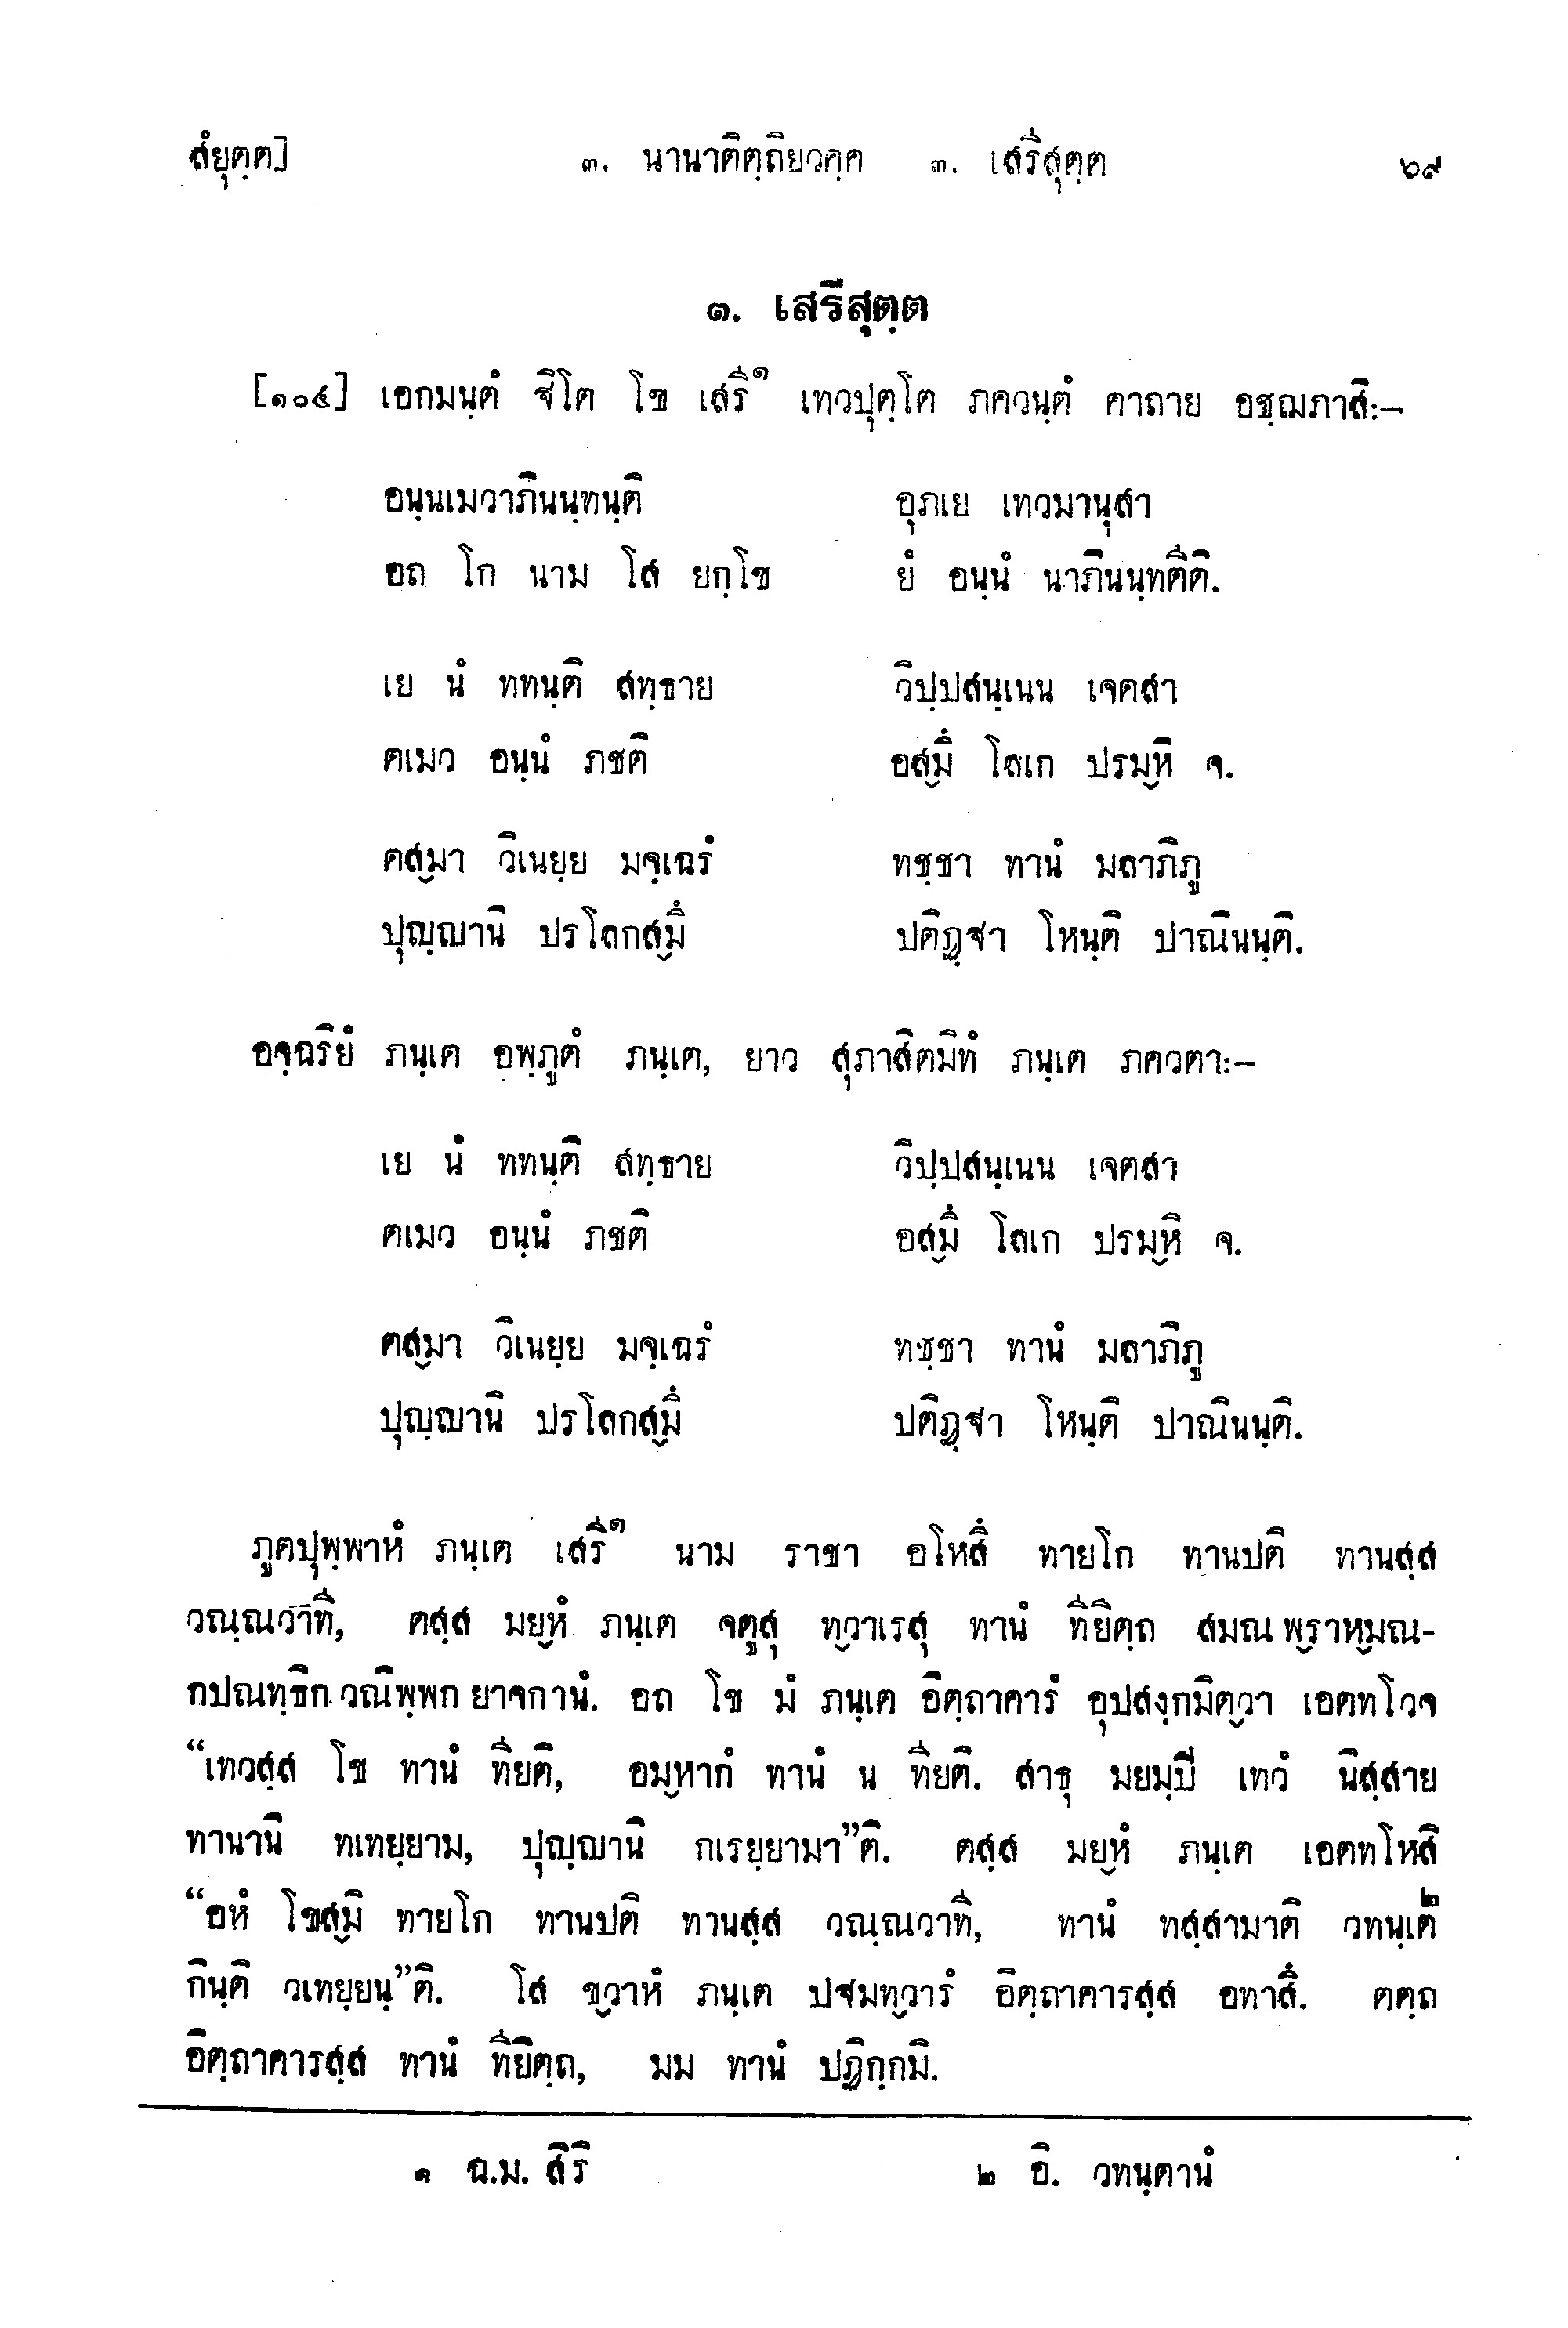 สํยุตฺต]	๓. นานาติตฺถิยวคฺค ๓. เสรีสุตฺต	๖๙
๓. เสรีสุตฺต
[๑๐๔] เอกมนฺตํ ฐิโต โข เสรี๑ เทวปุตฺโต ภควนฺตํ คาถาย อชฺฌภาสิ:–
อนฺนเมวาภินนฺทนฺติ	อุภเย เทวมานุสา
อถ โก นาม โส ยกฺโข	ยํ อนฺนํ นาภินนฺทตีติ.
เย นํ ททนฺติ สทฺธาย	วิปฺปสนฺเนน เจตสา
ตเมว อนฺนํ ภชติ	อสฺมึ โลเก ปรมฺหิ จ.
ตสฺมา วิเนยฺย มจฺเฉรํ	ทชฺชา ทานํ มลาภิภู
ปุญฺญานิ ปรโลกสฺมึ	ปติฏฺฐา โหนฺติ ปาณินนฺติ.
อจฺฉริยํ ภนฺเต อพฺภูตํ ภนฺเต, ยาว สุภาสิตมิทํ ภนฺเต ภควตา:–
เย นํ ททนฺติ สทฺธาย	วิปฺปสนฺเนน เจตสา
ตเมว อนฺนํ ภชติ	อสฺมึ โลเก ปรมฺหิ จ.
ตสฺมา วิเนยฺย มจฺเฉรํ	ทชฺชา ทานํ มลาภิภู
ปุญฺญานิ ปรโลกสฺมึ	ปติฏฺฐา โหนฺติ ปาณินนฺติ.
ภูตปุพฺพาหํ ภนฺเต เสรี๑ นาม ราชา อโหสึ ทายโก ทานปติ ทานสฺส
วณฺณวาที, ตสฺส มยฺหํ ภนฺเต จตูสุ ทฺวาเรสุ ทานํ ทียิตฺถ สมณ พฺราหฺมณ-
กปณทฺธิก วณิพฺพก ยาจกานํ. อถ โข มํ ภนฺเต อิตฺถาคารํ อุปสงฺกมิตฺวา เอตทโวจ
“เทวสฺส โข ทานํ ทียติ, อมฺหากํ ทานํ น ทียติ. สาธุ มยมฺปิ เทวํ นิสฺสาย
ทานานิ ทเทยฺยาม, ปุญฺญานิ กเรยฺยามา”ติ. ตสฺส มยฺหํ ภนฺเต เอตทโหสิ
“อหํ โขสฺมิ ทายโก ทานปติ ทานสฺส วณฺณวาที, ทานํ ทสฺสามาติ วทนฺเต๒
กินฺติ วเทยฺยนฺ”ติ. โส ขฺวาหํ ภนฺเต ปฐมทฺวารํ อิตฺถาคารสฺส อทาสึ. ตตฺถ
อิตฺถาคารสฺส ทานํ ทียิตฺถ, มม ทานํ ปฏิกฺกมิ.
๑ ฉ.ม. สิริ	๒ อิ. วทนฺตานํ